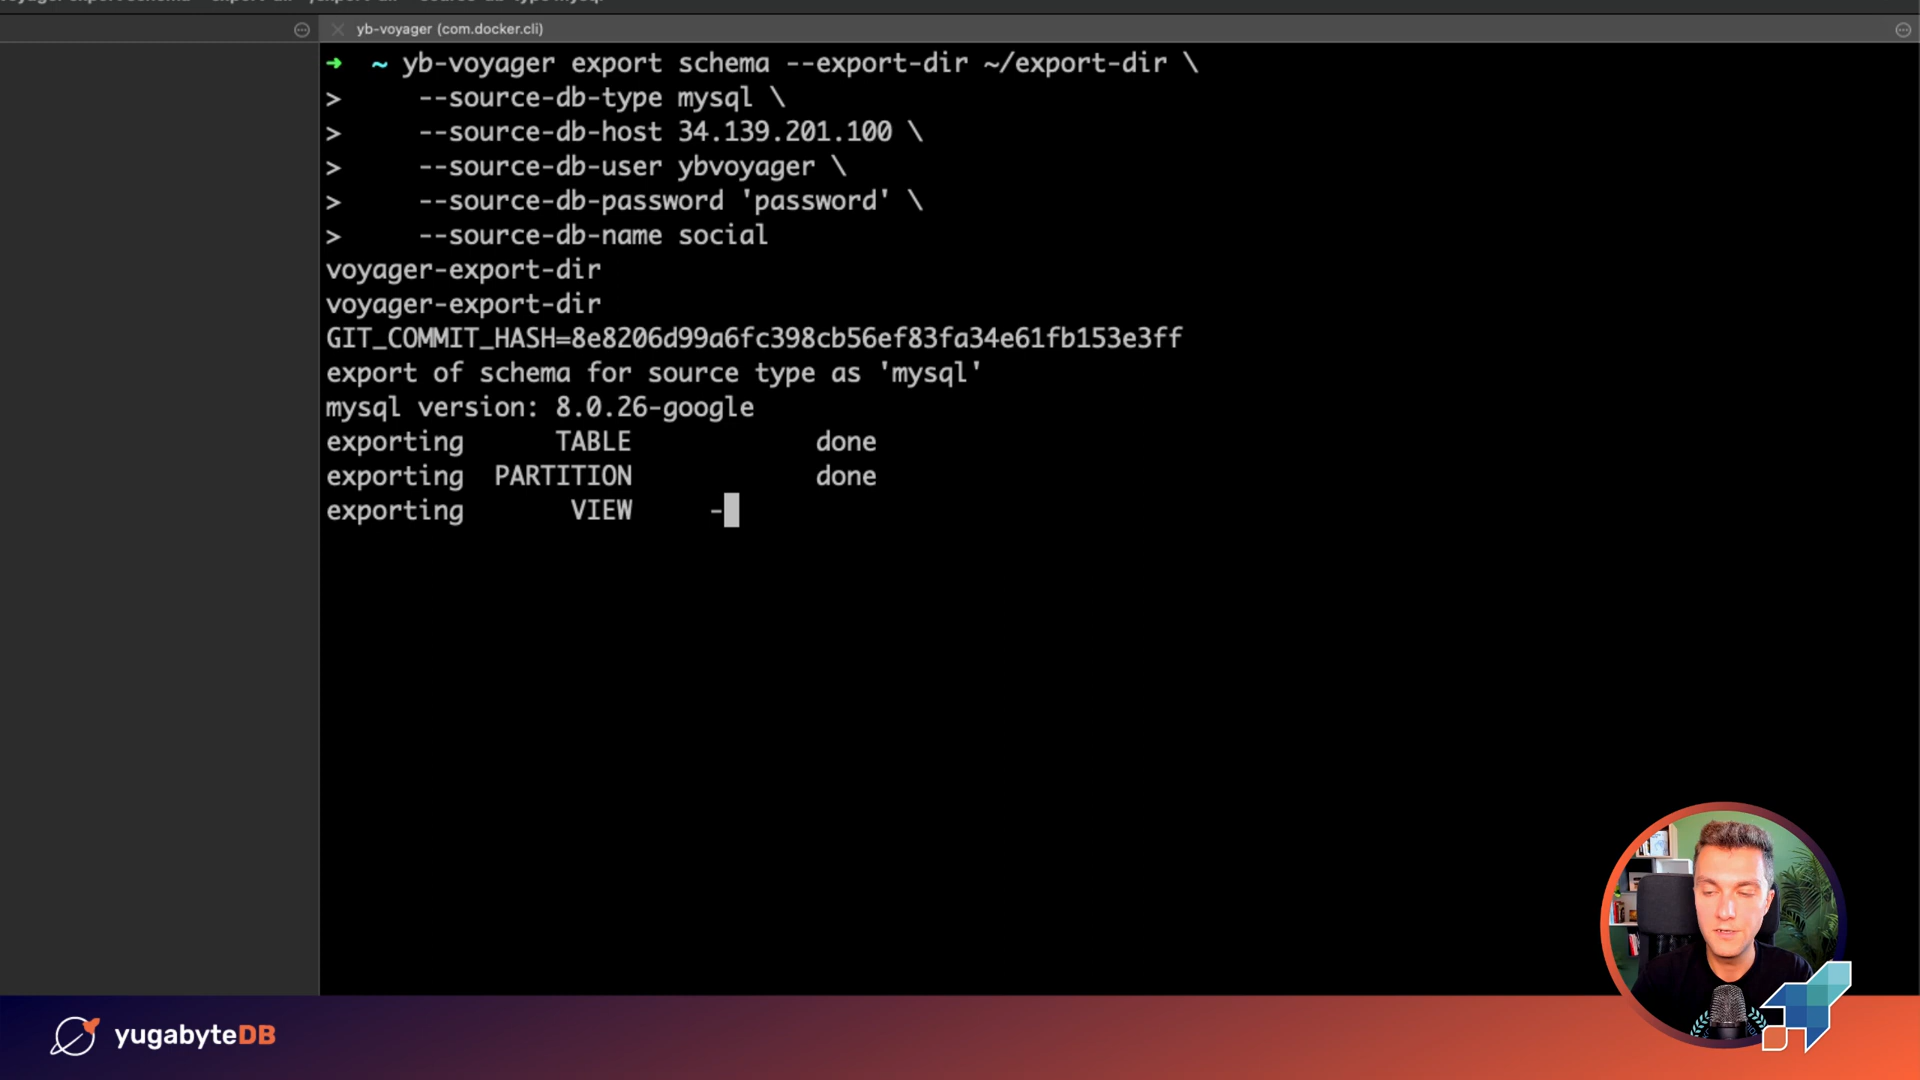 yb-voyager (com.docker.cli)
➜ ~ yb-voyager export schema --export-dir ~/export-dir \
> --source-db-type mysql \
> --source-db-host 34.139.201.100 \
> --source-db-user ybvoyager \
> --source-db-password 'password' \
> --source-db-name social
voyager-export-dir
voyager-export-dir
GIT_COMMIT_HASH=8e8206d99a6fc398cb56ef83fa34e61fb153e3ff
export of schema for source type as 'mysql'
mysql version: 8.0.26-google
exporting TABLE done
exporting PARTITION done
exporting VIEW -
yugabyteDB